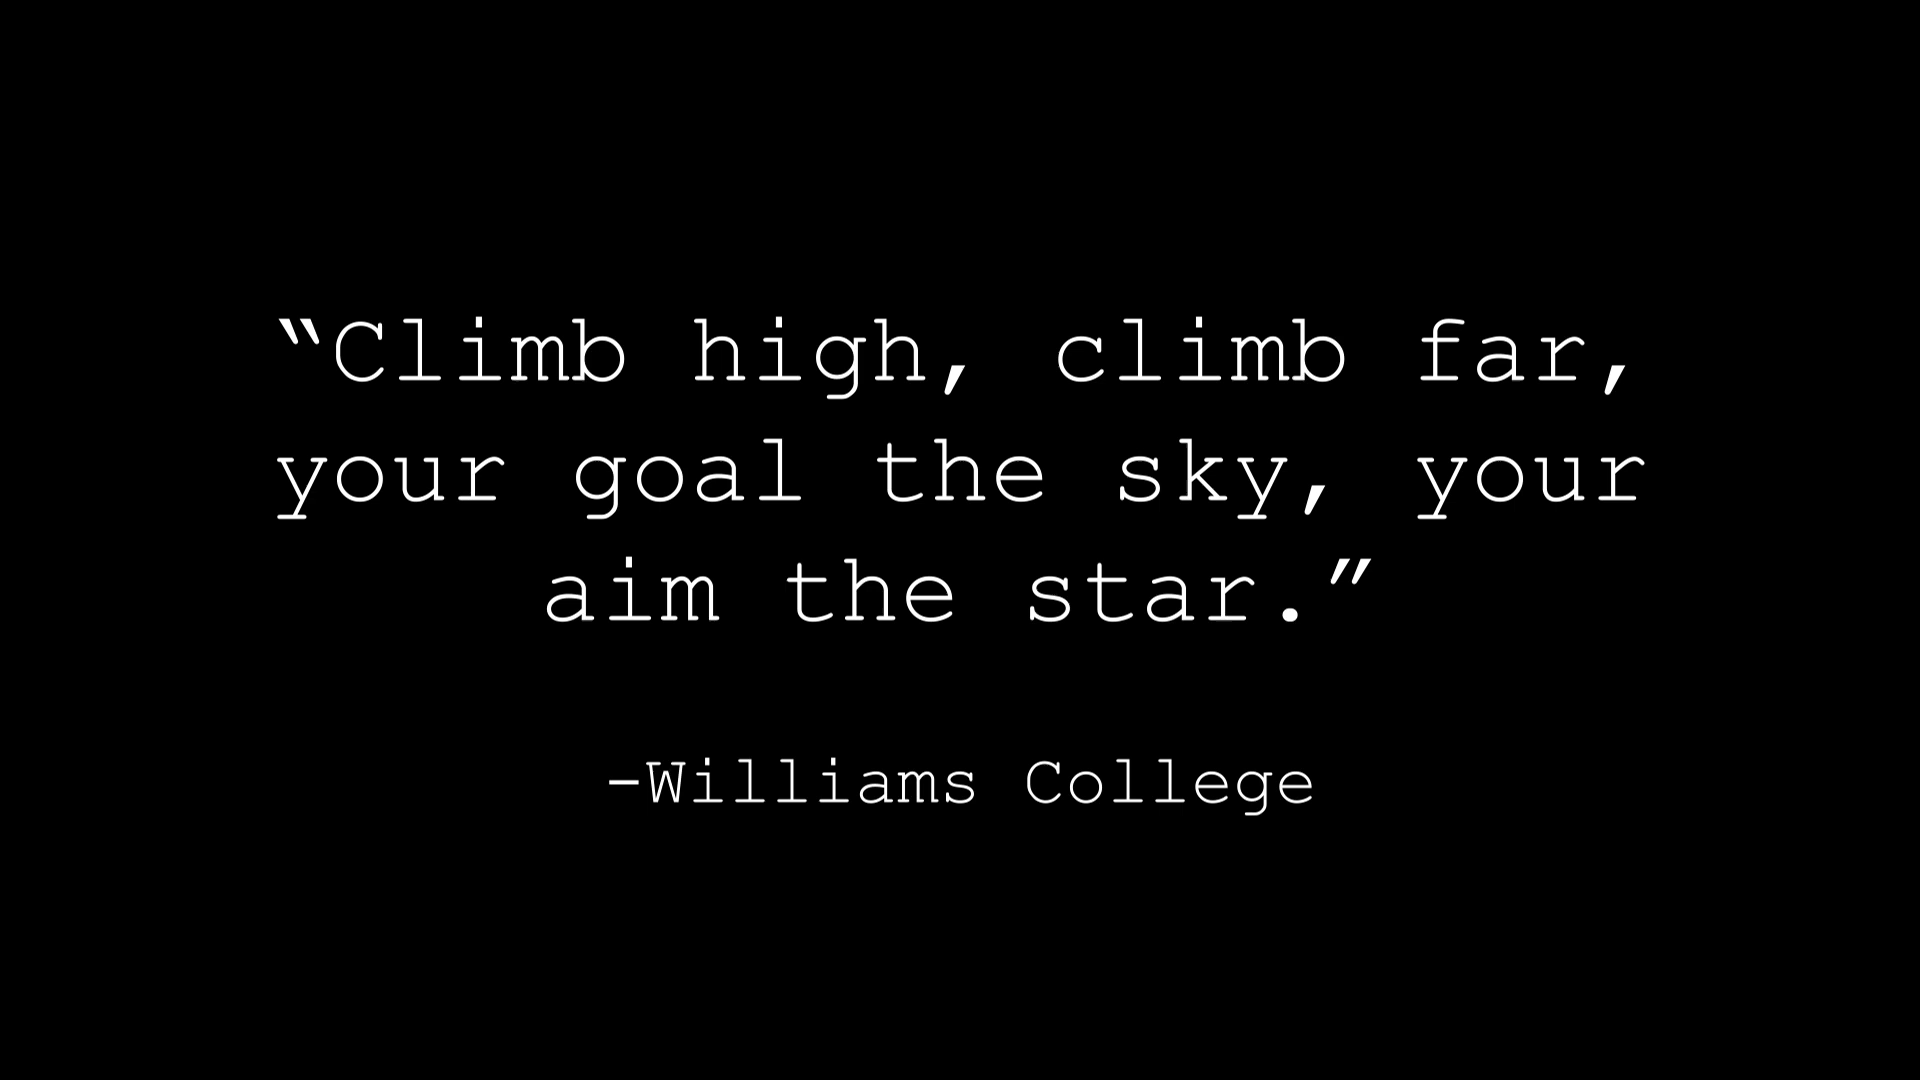 “Climb high, climb far,
your goal the sky, your
aim the star.”
-Williams College